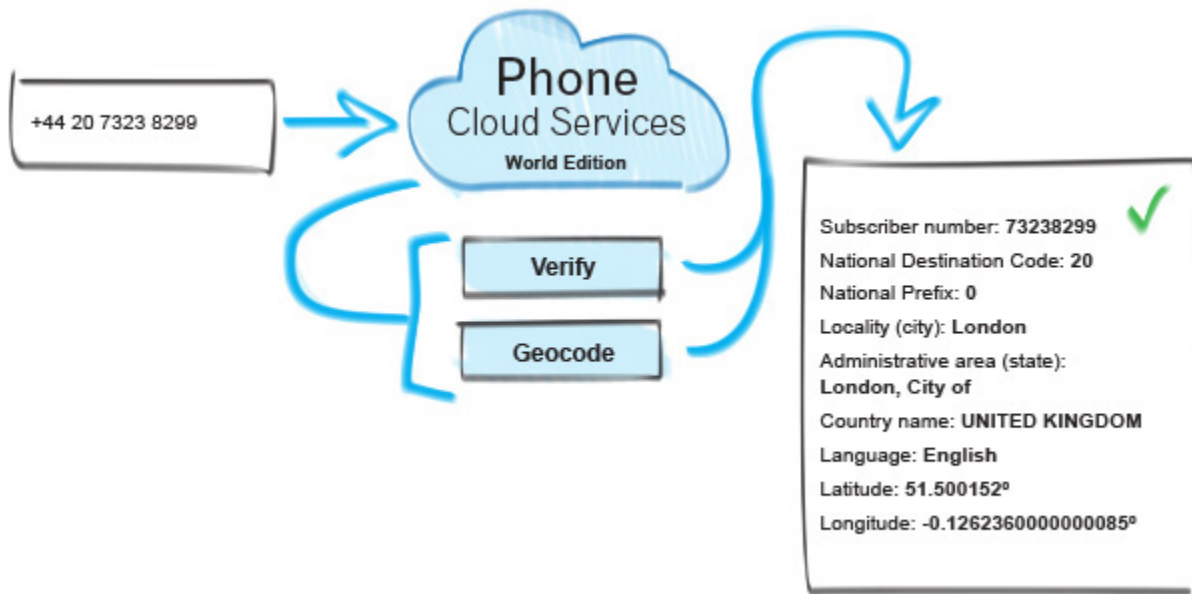 +44 20 7323 8299
Phone
Cloud Services
World Edition
Verify
Geocode
Subscriber number: 73238299
National Destination Code: 20
National Prefix: 0
Locality (city): London
Administrative area (state):
London, City of
Country name: UNITED KINGDOM
Language: English
Latitude: 51.500152º
Longitude: -0.1262360000000085º